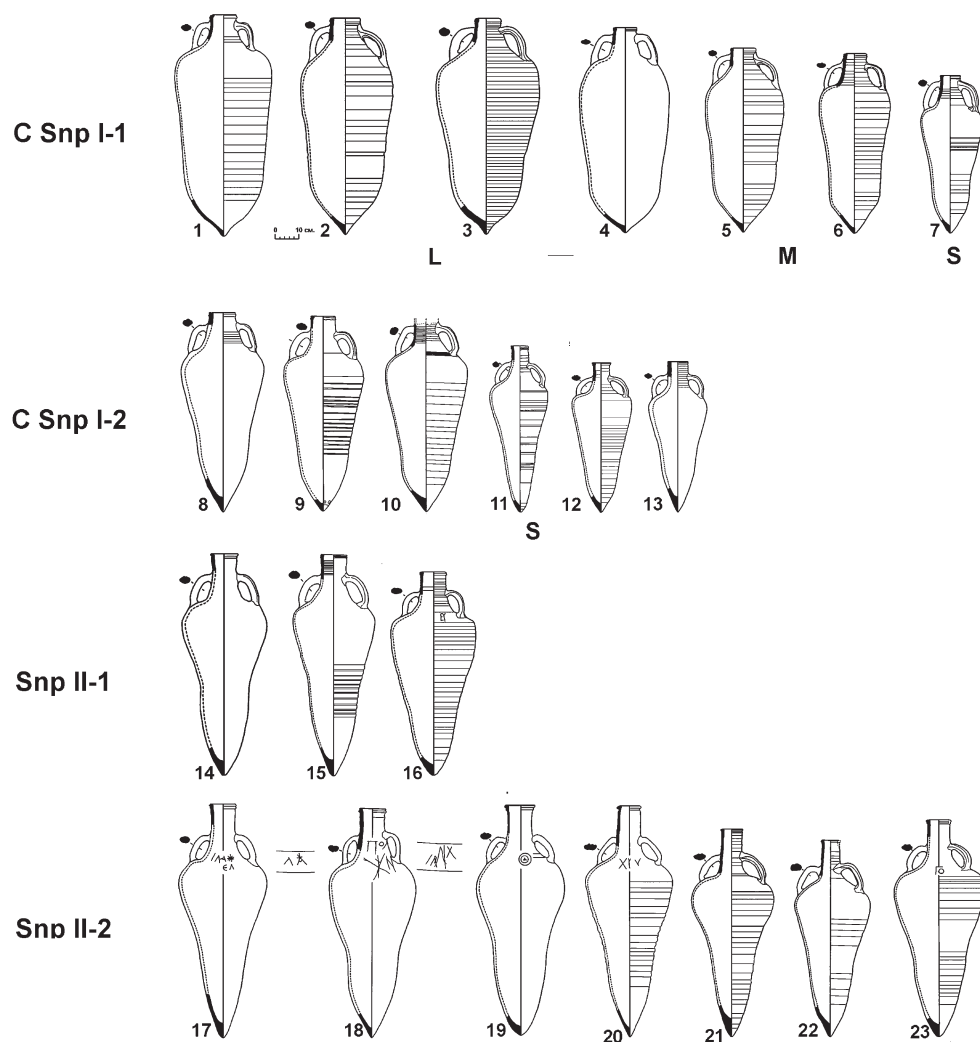 C Snp I-1
1 2 0 10 см. 3 4 5 6 7
L M S
C Snp I-2
8 9 10 11 12 13
S
Snp II-1
14 15 16
Snp II-2
17 18 19 20 21 22 23